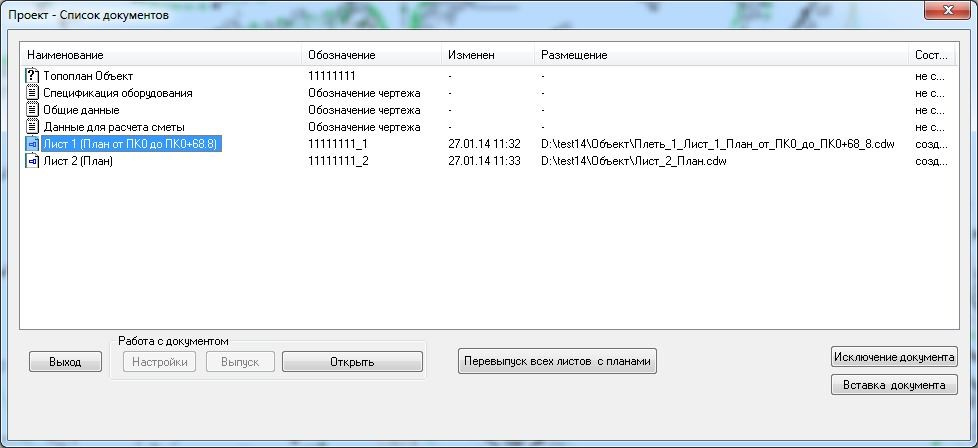 Проект - Список документов
Наименование Обозначение Изменен Размещение Сост...
Топоплан Объект 11111111 - - не с...
Спецификация оборудования Обозначение чертежа - - не с...
Общие данные Обозначение чертежа - - не с...
Данные для расчета сметы Обозначение чертежа - - не с...
Лист 1 (План от ПК0 до ПК0+68.8) 11111111_1 27.01.14 11:32 D:\test14\Объект\Плеть_1_Лист_1_План_от_ПК0_до_ПК0+68_8.cdw созд...
Лист 2 (План) 11111111_2 27.01.14 11:33 D:\test14\Объект\Лист_2_План.cdw созд...
Работа с документом
Выход Настройки Выпуск Открыть Перевыпуск всех листов с планами Исключение документа
Вставка документа